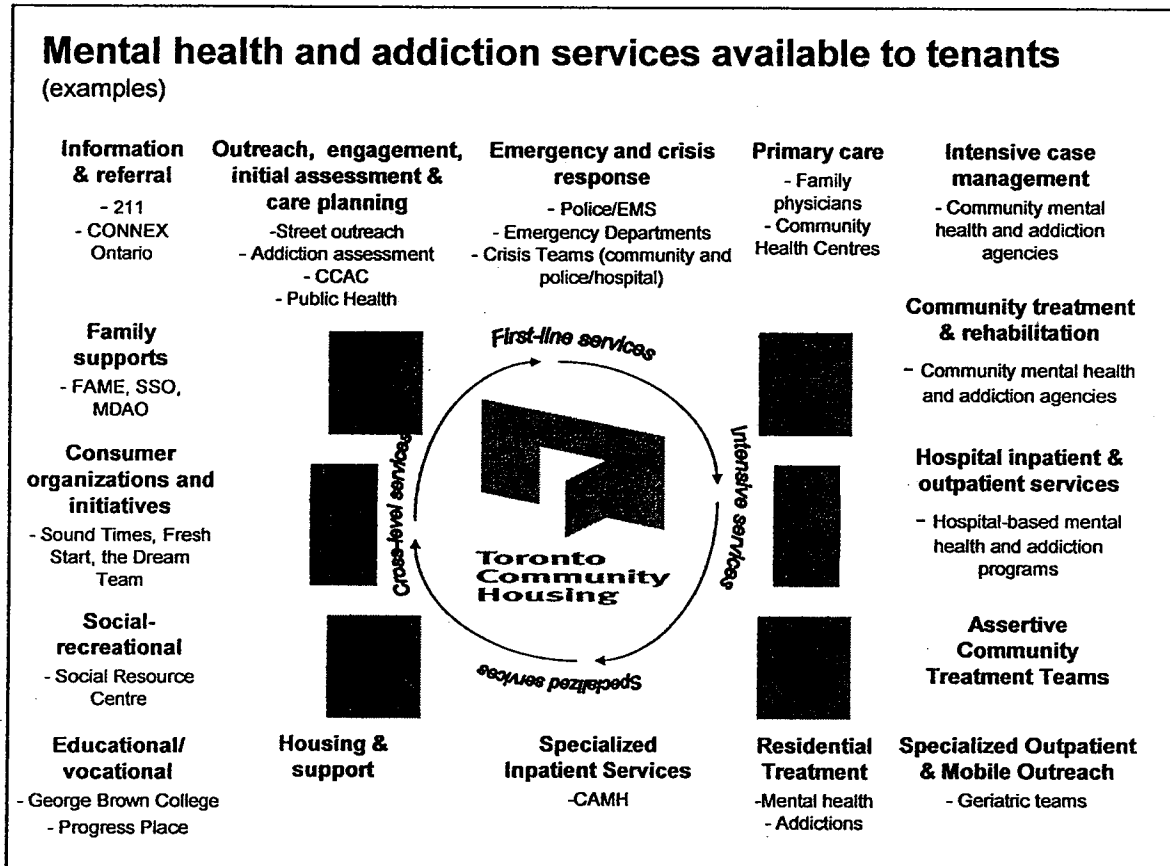 Mental health and addiction services available to tenants
(examples)
Information
& referral
- 211
- CONNEX
Ontario
Outreach, engagement,
initial assessment &
care planning
-Street outreach
- Addiction assessment
- CCAC
- Public Health
Emergency and crisis
response
- Police/EMS
- Emergency Departments
- Crisis Teams (community and
police/hospital)
Primary care
- Family
physicians
- Community
Health Centres
Intensive case
management
- Community mental
health and addiction
agencies
Family
supports
- FAME, SSO,
MDAO
First-line services
Community treatment
& rehabilitation
- Community mental health
and addiction agencies
Consumer
organizations and
initiatives
- Sound Times, Fresh
Start, the Dream
Team
Cross-level services
Toronto
Community
Housing
Intensive services
Hospital inpatient &
outpatient services
- Hospital-based mental
health and addiction
programs
Social-
recreational
- Social Resource
Centre
Specialized services
Assertive
Community
Treatment Teams
Educational/
vocational
- George Brown College
- Progress Place
Housing &
support
Specialized
Inpatient Services
-CAMH
Residential
Treatment
-Mental health
- Addictions
Specialized Outpatient
& Mobile Outreach
- Geriatric teams